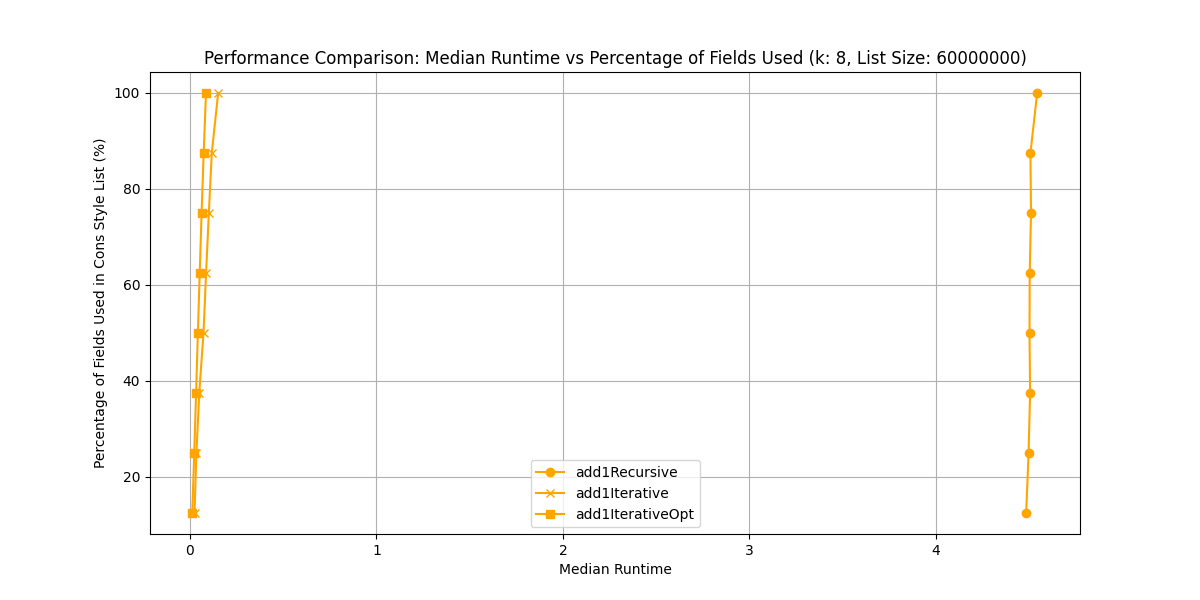 Performance Comparison: Median Runtime vs Percentage of Fields Used (k: 8, List Size: 60000000)
Percentage of Fields Used in Cons Style List (%)
100
80
60
40
20
add1Recursive
add1Iterative
add1IterativeOpt
0 1 2 3 4
Median Runtime